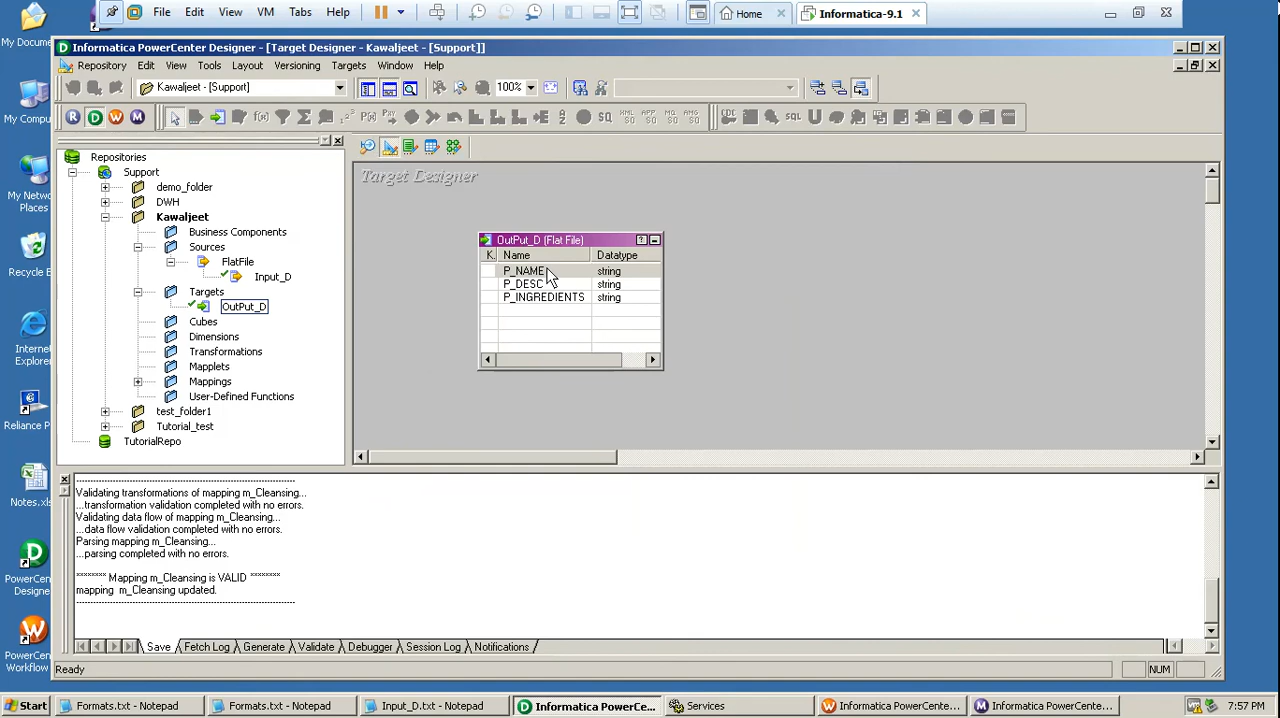 My Docume
File Edit View VM Tabs Help
Home
Informatica-9.1
Informatica PowerCenter Designer - [Target Designer - Kawaljeet - [Support]]
Repository Edit View Tools Layout Versioning Targets Window Help
Kawaljeet - [Support]
100%
My Compu
My Netw
Places
Recycle B
Internet
Explorer
Reliance P
Notes.xls
PowerCen
Designe
PowerCen
Workflow
Repositories
Support
demo_folder
DWH
Kawaljeet
Business Components
Sources
FlatFile
Input_D
Targets
OutPut_D
Cubes
Dimensions
Transformations
Mapplets
Mappings
User-Defined Functions
test_folder1
Tutorial_test
TutorialRepo
Target Designer
OutPut_D (Flat File)
K. Name Datatype
P_NAME string
P_DESC string
P_INGREDIENTS string
Validating transformations of mapping m_Cleansing...
...transformation validation completed with no errors.
Validating data flow of mapping m_Cleansing...
...data flow validation completed with no errors.
Parsing mapping m_Cleansing...
...parsing completed with no errors.
******** Mapping m_Cleansing is VALID ********
mapping m_Cleansing updated.
Save Fetch Log Generate Validate Debugger Session Log Notifications
Ready
NUM
Start
Formats.txt - Notepad
Formats.txt - Notepad
Input_D.txt - Notepad
Informatica PowerCe...
Services
Informatica PowerCente...
Informatica PowerCente...
7:57 PM